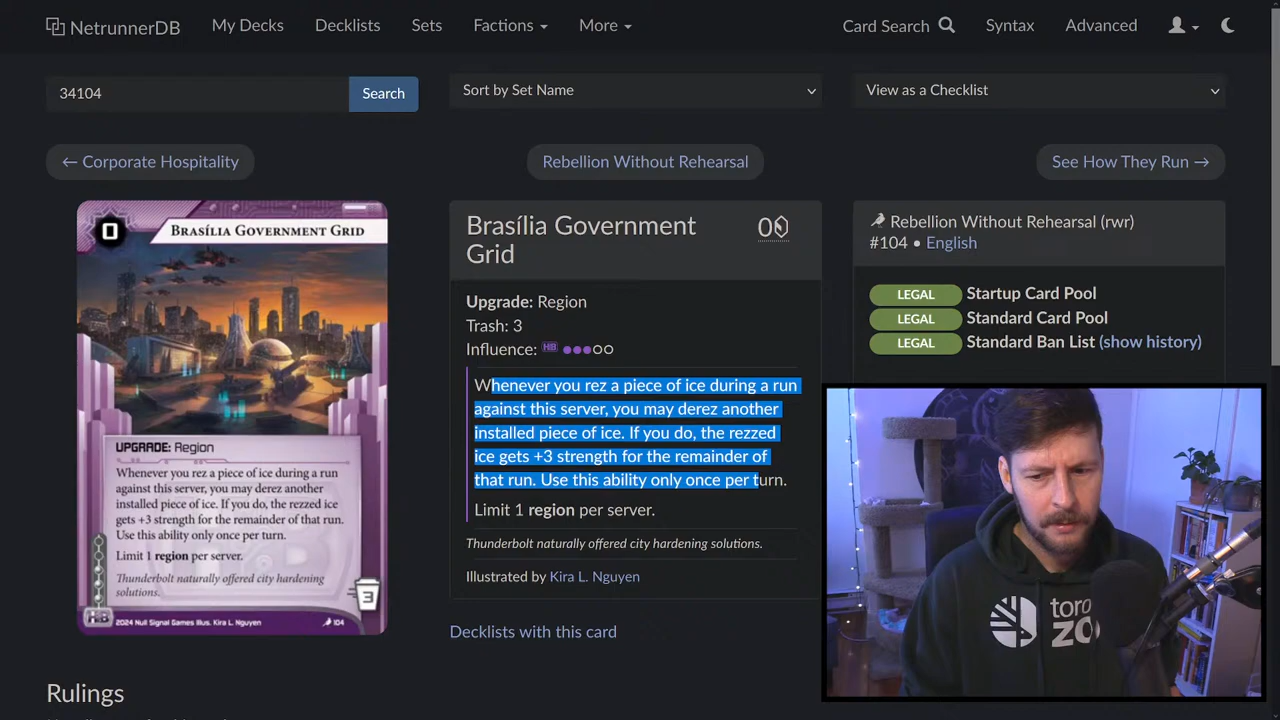 NetrunnerDB
My Decks
Decklists
Sets
Factions
More
Card Search
Syntax
Advanced
34104
Search
Sort by Set Name
View as a Checklist
← Corporate Hospitality
Rebellion Without Rehearsal
See How They Run →
0
BRASÍLIA GOVERNMENT GRID
UPGRADE: Region
Whenever you rez a piece of ice during a run
against this server, you may derez another
installed piece of ice. If you do, the rezzed ice
gets +3 strength for the remainder of that run.
Use this ability only once per turn.
Limit 1 region per server.
Thunderbolt naturally offered city hardening
solutions.
3
HB
2024 Null Signal Games Illus. Kira L. Nguyen
104
Brasília Government
Grid
0
Upgrade: Region
Trash: 3
Influence: HB
Whenever you rez a piece of ice during a run
against this server, you may derez another
installed piece of ice. If you do, the rezzed
ice gets +3 strength for the remainder of
that run. Use this ability only once per turn.
Limit 1 region per server.
Thunderbolt naturally offered city hardening solutions.
Illustrated by Kira L. Nguyen
Decklists with this card
Rebellion Without Rehearsal (rwr)
#104 • English
LEGAL Startup Card Pool
LEGAL Standard Card Pool
LEGAL Standard Ban List (show history)
toro
zo
Rulings